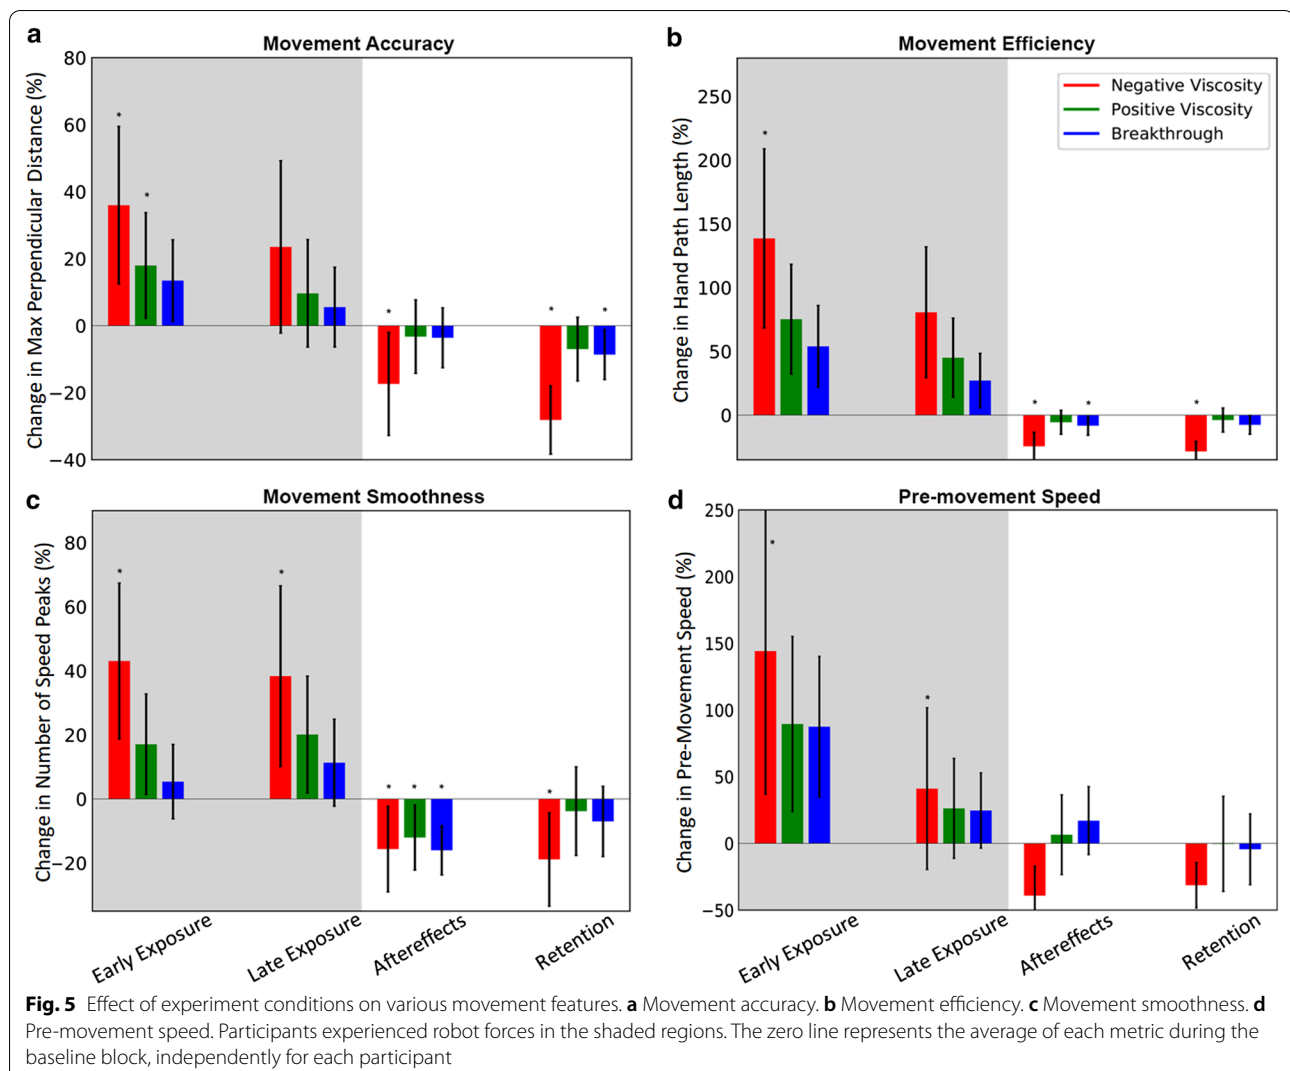 a
Movement Accuracy
Change in Max Perpendicular Distance (%)
80
60
40
20
0
−20
−40
*
*
*
*
*
b
Movement Efficiency
Change in Hand Path Length (%)
250
200
150
100
50
0
Negative Viscosity
Positive Viscosity
Breakthrough
*
*
*
*
c
Movement Smoothness
Change in Number of Speed Peaks (%)
80
60
40
20
0
−20
*
*
*
*
*
*
Early Exposure
Late Exposure
Aftereffects
Retention
d
Pre-movement Speed
Change in Pre-Movement Speed (%)
250
200
150
100
50
0
−50
*
*
Early Exposure
Late Exposure
Aftereffects
Retention
Fig. 5 Effect of experiment conditions on various movement features. a Movement accuracy. b Movement efficiency. c Movement smoothness. d
Pre-movement speed. Participants experienced robot forces in the shaded regions. The zero line represents the average of each metric during the
baseline block, independently for each participant